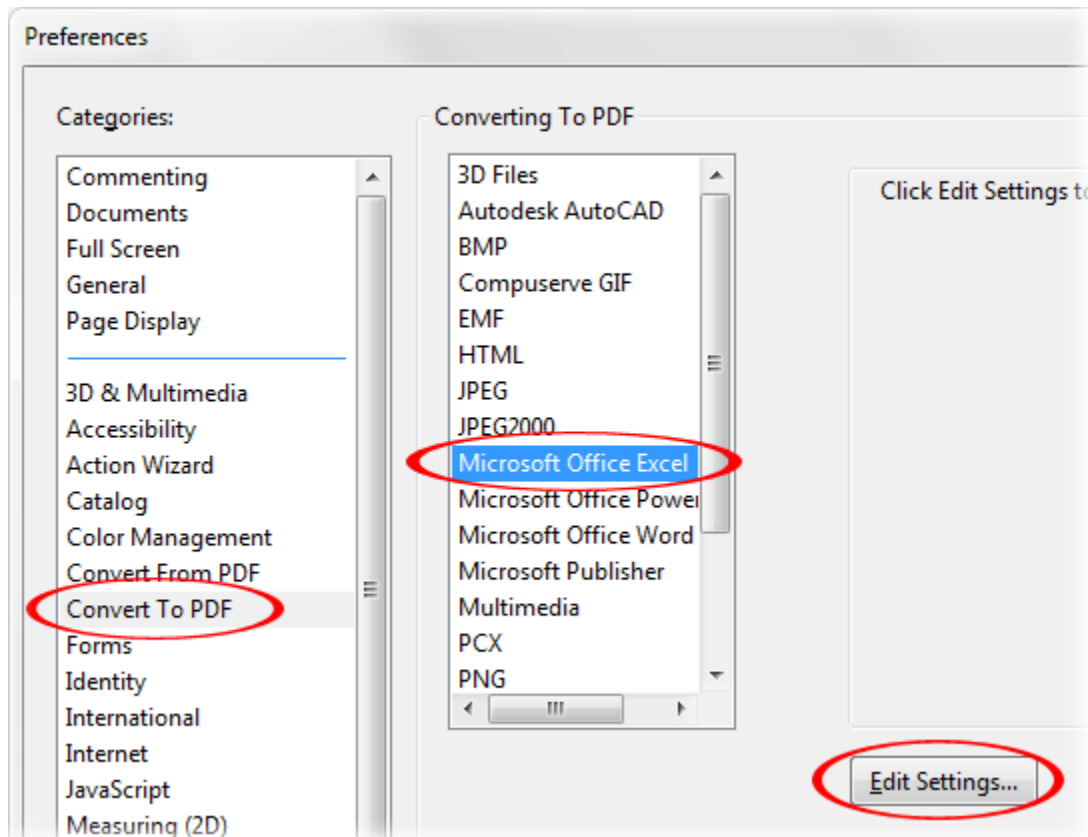 Preferences
Categories:
Commenting
Documents
Full Screen
General
Page Display
3D & Multimedia
Accessibility
Action Wizard
Catalog
Color Management
Convert From PDF
Convert To PDF
Forms
Identity
International
Internet
JavaScript
Measuring (2D)
Converting To PDF
3D Files
Autodesk AutoCAD
BMP
Compuserve GIF
EMF
HTML
JPEG
JPEG2000
Microsoft Office Excel
Microsoft Office Power
Microsoft Office Word
Microsoft Publisher
Multimedia
PCX
PNG
Click Edit Settings to
Edit Settings...